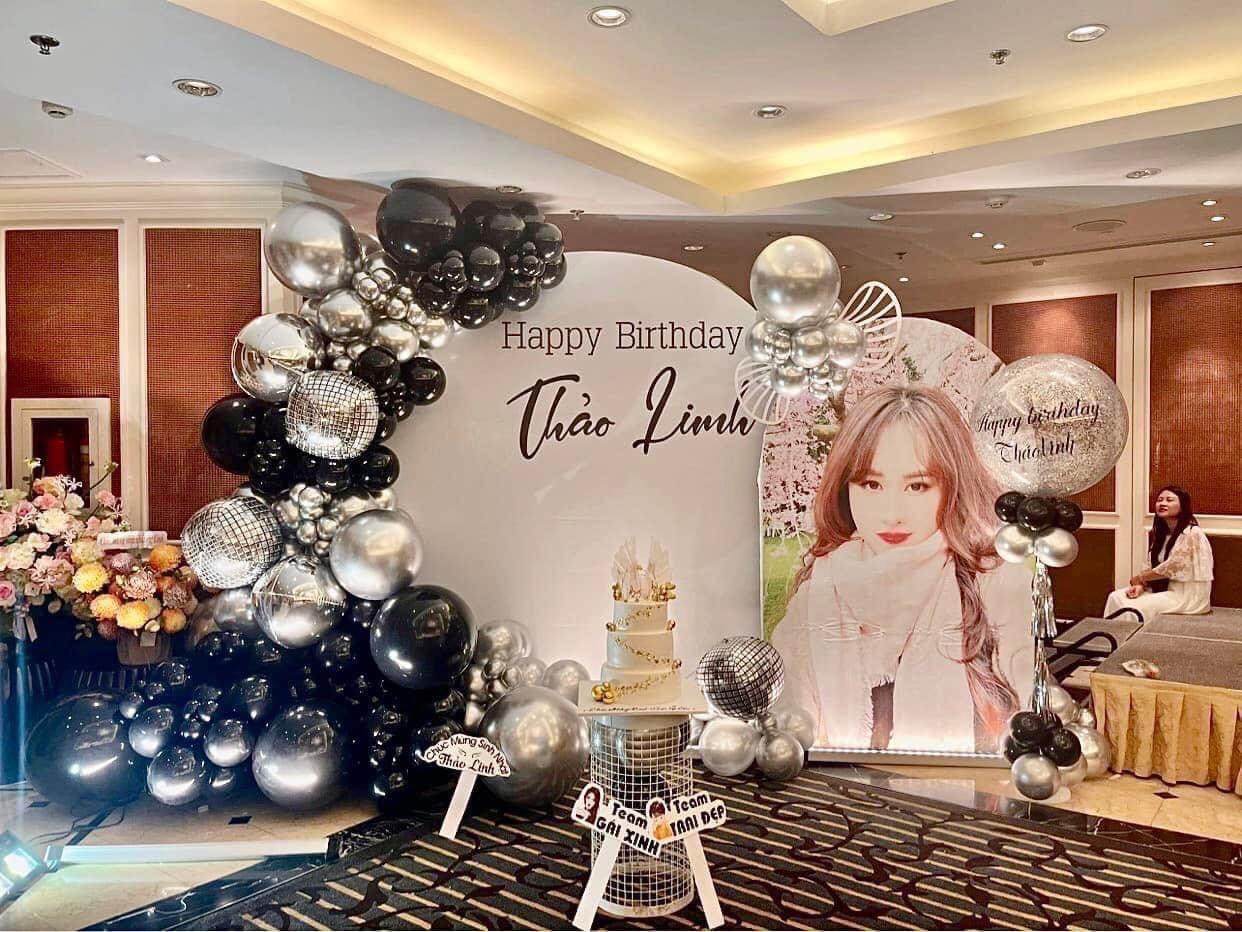 Happy Birthday
Thảo Linh
Happy birthday
Thảo Linh
Chúc Mừng Sinh Nhật
Thảo Linh
Team
GÁI XINH
Team
TRAI ĐẸP